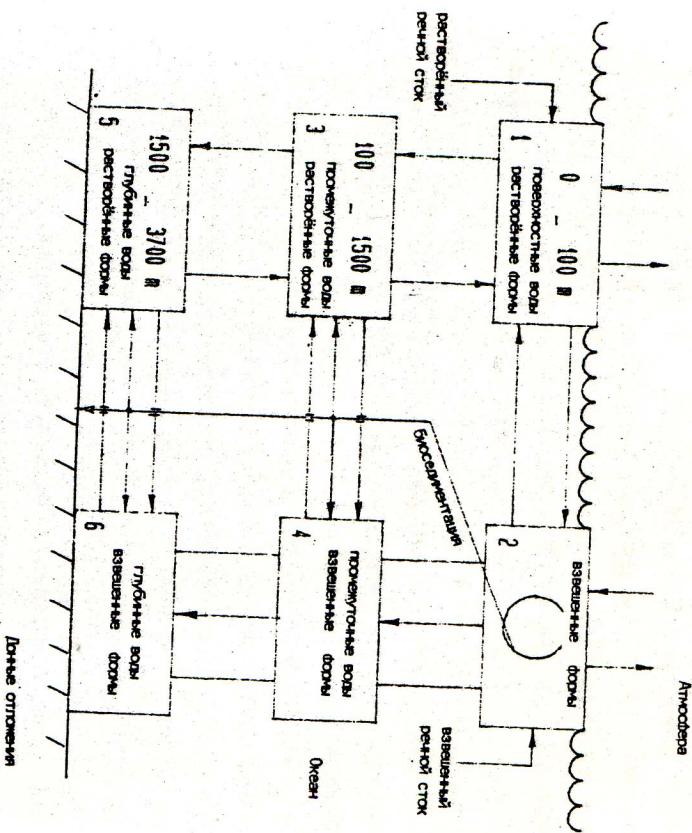 Атмосфера
растворённый
речной сток
0 – 100 m
1 поверхностные воды
растворённые формы
взвешенные формы
2
взвешенный
речной сток
биоседиментация
100 – 1500 m
3 промежуточные воды
растворённые формы
промежуточные воды
4 взвешенные формы
Океан
1500 – 3700 m
глубинные воды
5 растворённые формы
глубинные воды
6 взвешенные формы
Донные отложения